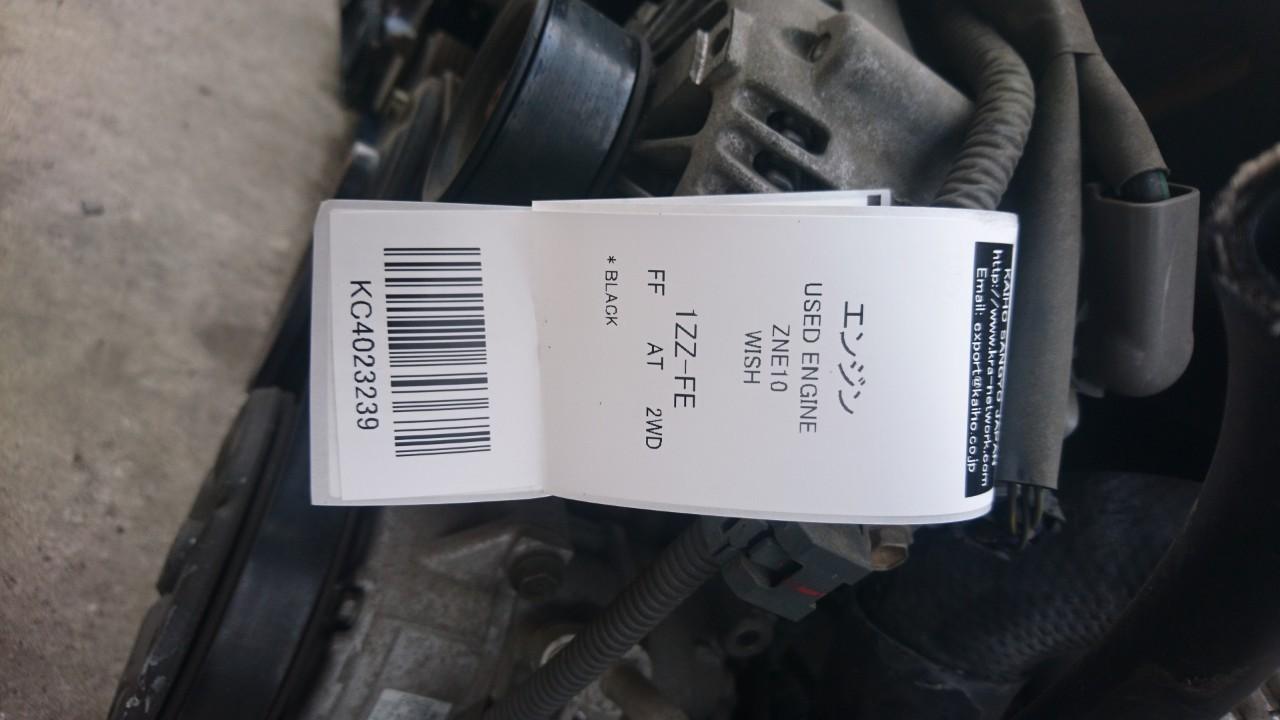 KAIHO SANGYO JAPAN
http://www.kra-network.com
Email: export@kaiho.co.jp
エンジン
USED ENGINE
ZNE10
WISH
1ZZ-FE
FF AT 2WD
*BLACK
KC4023239